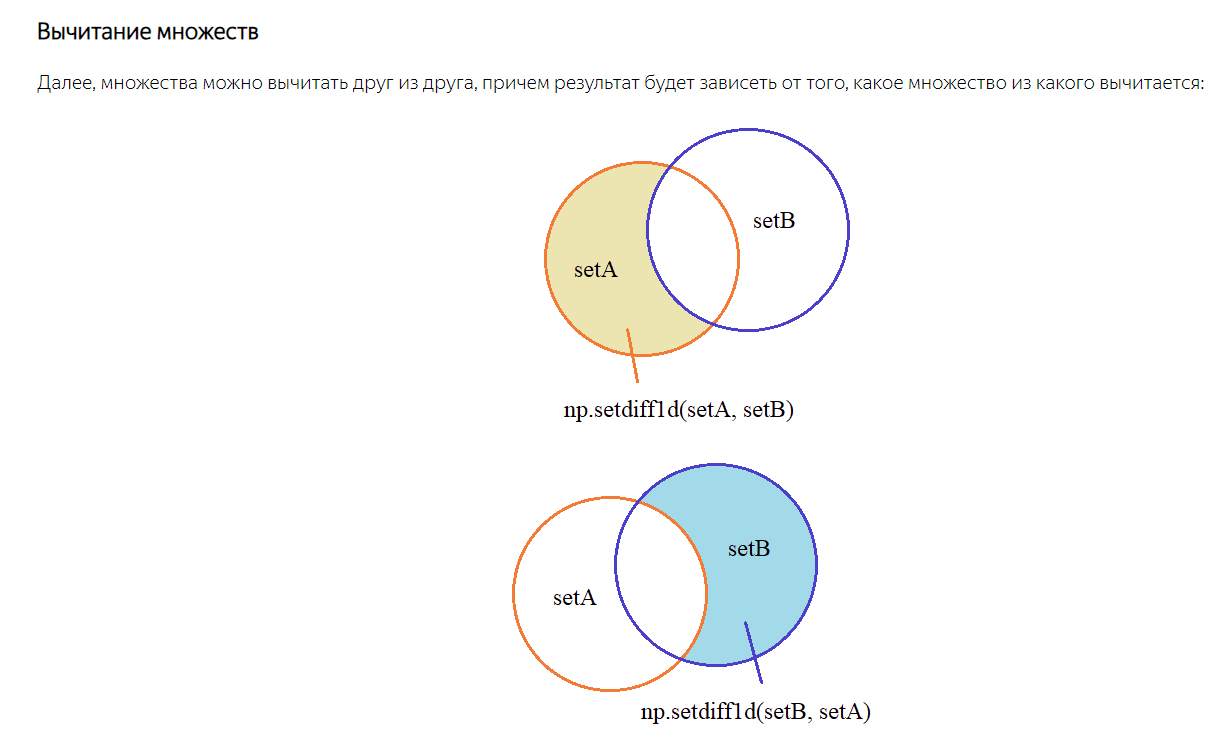 Вычитание множеств
Далее, множества можно вычитать друг из друга, причем результат будет зависеть от того, какое множество из какого вычитается:
setB
setA
np.setdiff1d(setA, setB)
setB
setA
np.setdiff1d(setB, setA)